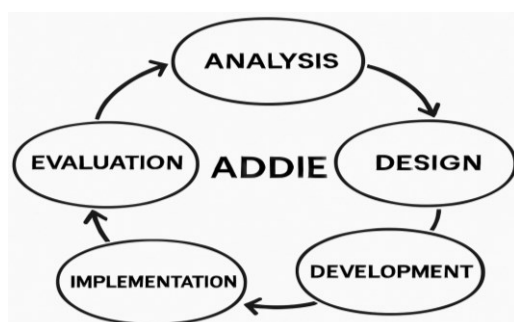 ANALYSIS
EVALUATION
ADDIE
DESIGN
IMPLEMENTATION
DEVELOPMENT